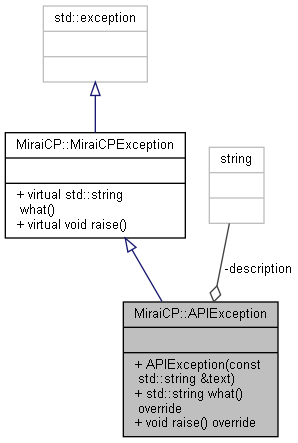 std::exception
MiraiCP::MiraiCPException
+ virtual std::string
what()
+ virtual void raise()
string
-description
MiraiCP::APIException
+ APIException(const
std::string &text)
+ std::string what()
override
+ void raise() override